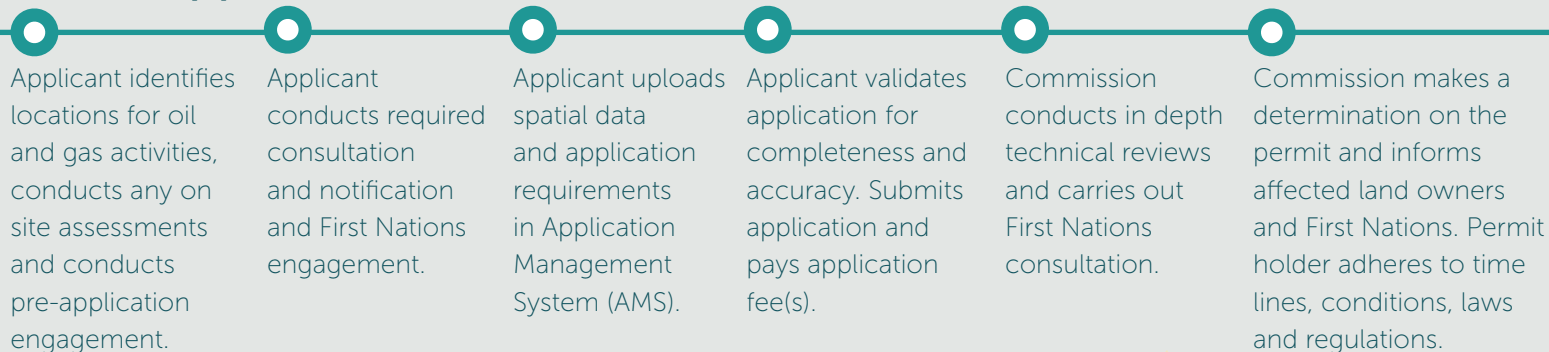 Applicant identifies
locations for oil
and gas activities,
conducts any on
site assessments
and conducts
pre-application
engagement.
Applicant
conducts required
consultation
and notification
and First Nations
engagement.
Applicant uploads
spatial data
and application
requirements
in Application
Management
System (AMS).
Applicant validates
application for
completeness and
accuracy. Submits
application and
pays application
fee(s).
Commission
conducts in depth
technical reviews
and carries out
First Nations
consultation.
Commission makes a
determination on the
permit and informs
affected land owners
and First Nations. Permit
holder adheres to time
lines, conditions, laws
and regulations.